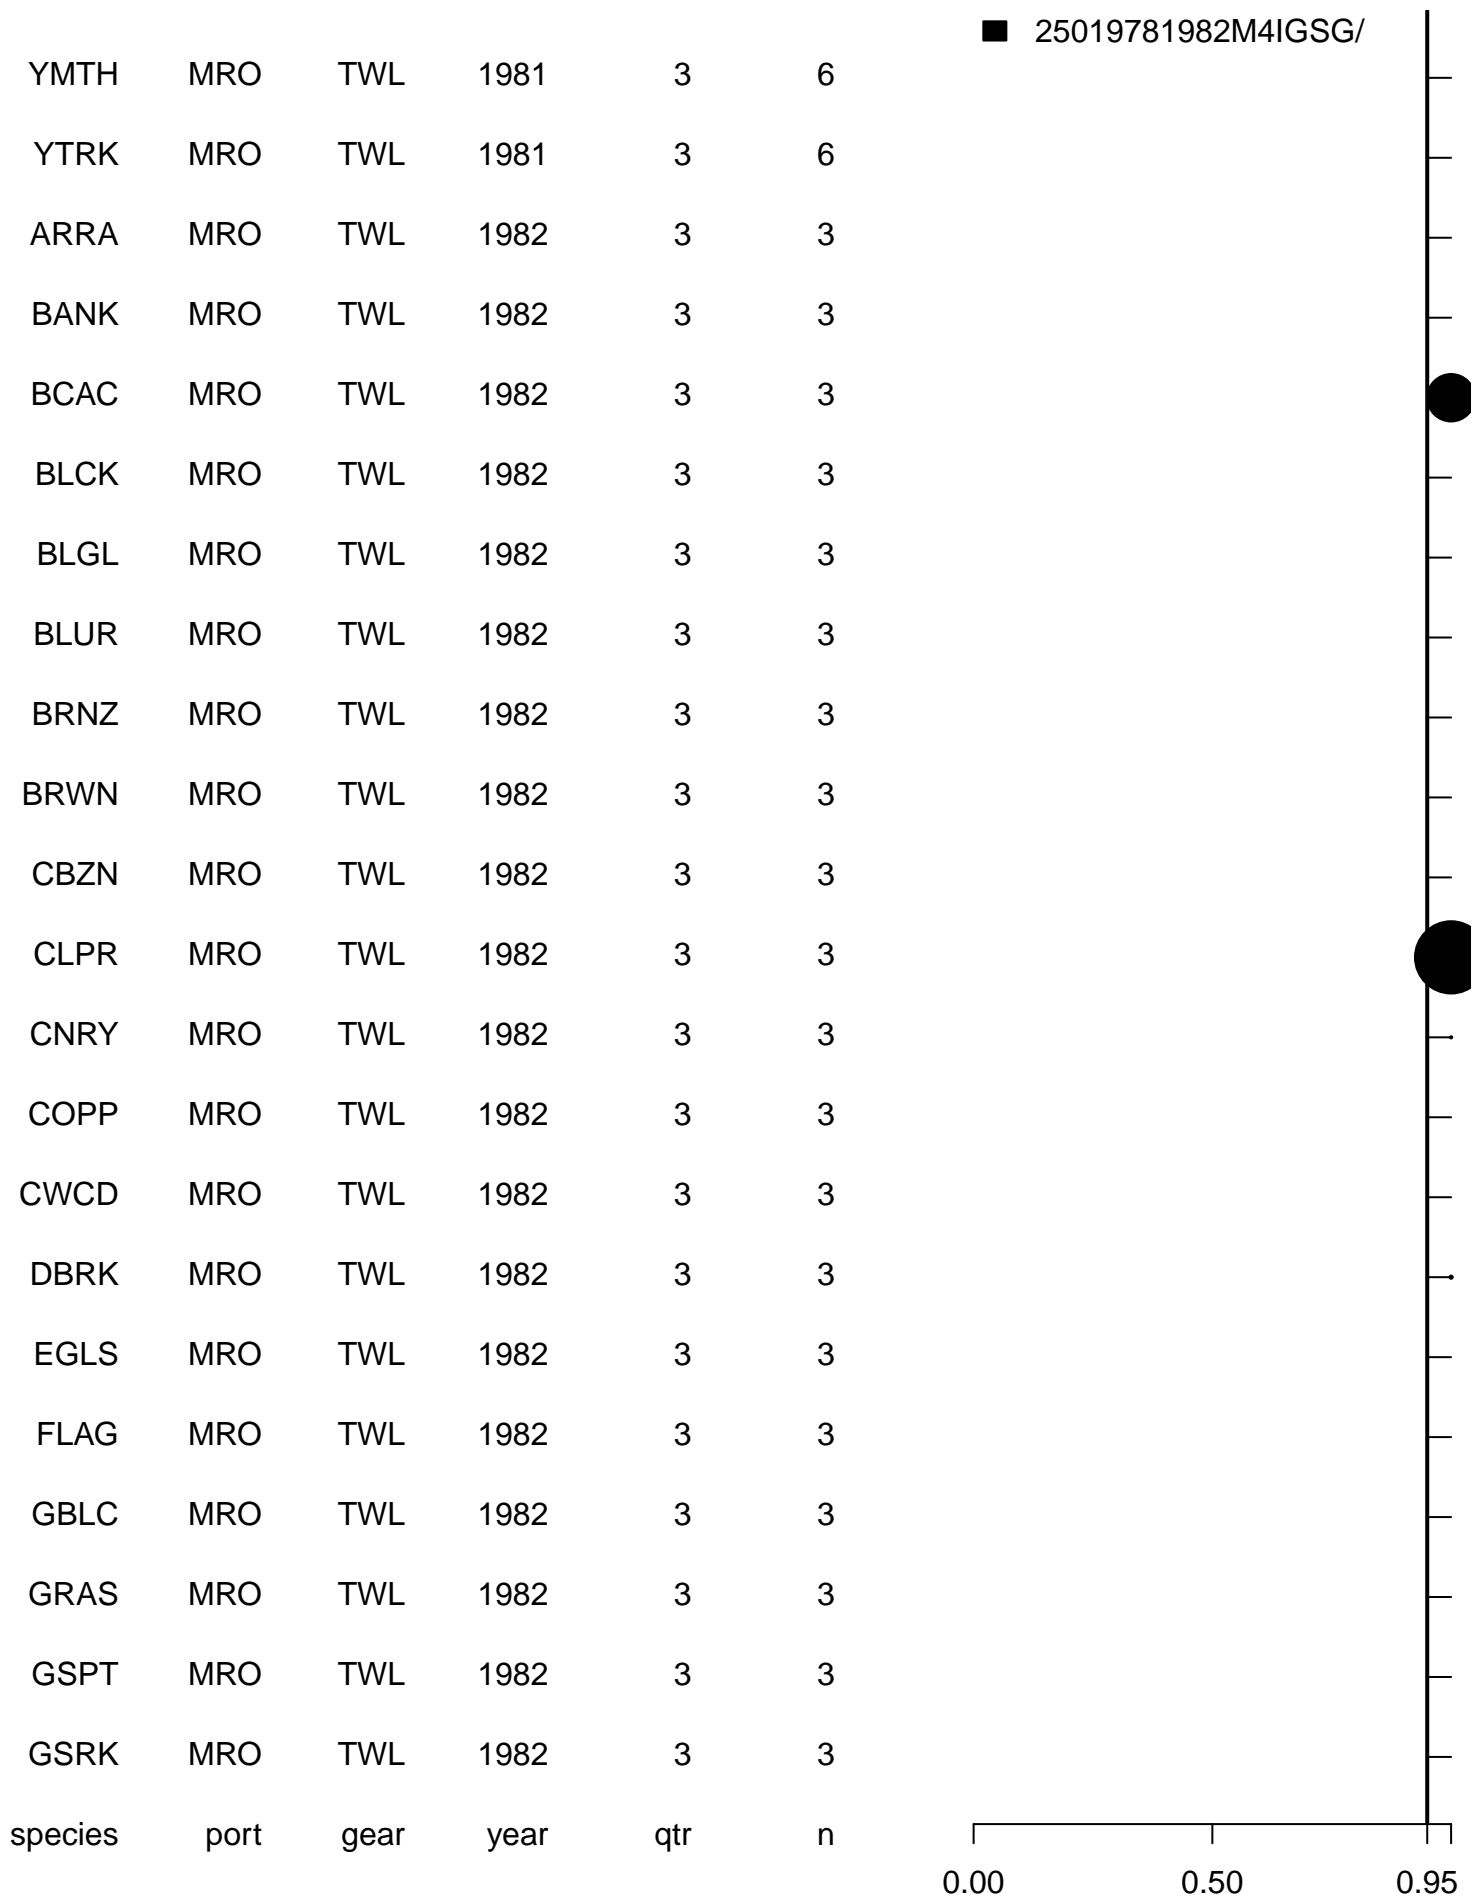 25019781982M4IGSG/
YMTH MRO TWL 1981 3 6
YTRK MRO TWL 1981 3 6
ARRA MRO TWL 1982 3 3
BANK MRO TWL 1982 3 3
BCAC MRO TWL 1982 3 3
BLCK MRO TWL 1982 3 3
BLGL MRO TWL 1982 3 3
BLUR MRO TWL 1982 3 3
BRNZ MRO TWL 1982 3 3
BRWN MRO TWL 1982 3 3
CBZN MRO TWL 1982 3 3
CLPR MRO TWL 1982 3 3
CNRY MRO TWL 1982 3 3
COPP MRO TWL 1982 3 3
CWCD MRO TWL 1982 3 3
DBRK MRO TWL 1982 3 3
EGLS MRO TWL 1982 3 3
FLAG MRO TWL 1982 3 3
GBLC MRO TWL 1982 3 3
GRAS MRO TWL 1982 3 3
GSPT MRO TWL 1982 3 3
GSRK MRO TWL 1982 3 3
species port gear year qtr n
0.00 0.50 0.95